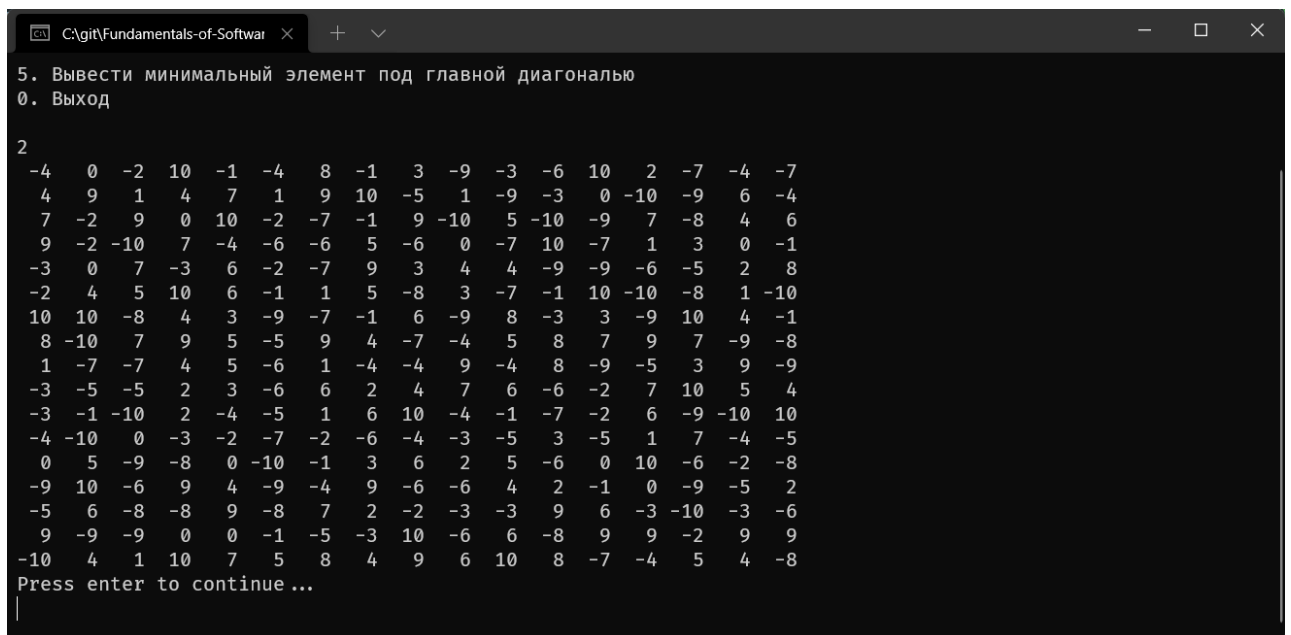 C:\git\Fundamentals-of-Softwar
5. Вывести минимальный элемент под главной диагональю
0. Выход
2
-4 0 -2 10 -1 -4 8 -1 3 -9 -3 -6 10 2 -7 -4 -7
4 9 1 4 7 1 9 10 -5 1 -9 -3 0 -10 -9 6 -4
7 -2 9 0 10 -2 -7 -1 9 -10 5 -10 -9 7 -8 4 6
9 -2 -10 7 -4 -6 -6 5 -6 0 -7 10 -7 1 3 0 -1
-3 0 7 -3 6 -2 -7 9 3 4 4 -9 -9 -6 -5 2 8
-2 4 5 10 6 -1 1 5 -8 3 -7 -1 10 -10 -8 1 -10
10 10 -8 4 3 -9 -7 -1 6 -9 8 -3 3 -9 10 4 -1
8 -10 7 9 5 -5 9 4 -7 -4 5 8 7 9 7 -9 -8
1 -7 -7 4 5 -6 1 -4 -4 9 -4 8 -9 -5 3 9 -9
-3 -5 -5 2 3 -6 6 2 4 7 6 -6 -2 7 10 5 4
-3 -1 -10 2 -4 -5 1 6 10 -4 -1 -7 -2 6 -9 -10 10
-4 -10 0 -3 -2 -7 -2 -6 -4 -3 -5 3 -5 1 7 -4 -5
0 5 -9 -8 0 -10 -1 3 6 2 5 -6 0 10 -6 -2 -8
-9 10 -6 9 4 -9 -4 9 -6 -6 4 2 -1 0 -9 -5 2
-5 6 -8 -8 9 -8 7 2 -2 -3 -3 9 6 -3 -10 -3 -6
9 -9 -9 0 0 -1 -5 -3 10 -6 6 -8 9 9 -2 9 9
-10 4 1 10 7 5 8 4 9 6 10 8 -7 -4 5 4 -8
Press enter to continue...